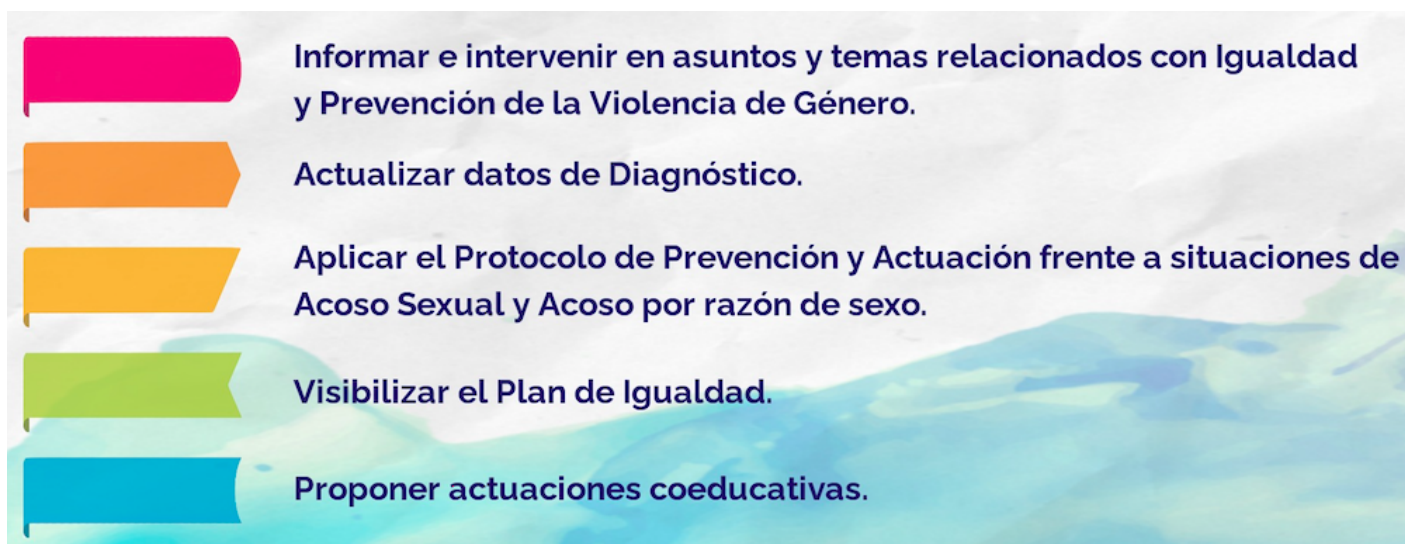 Informar e intervenir en asuntos y temas relacionados con Igualdad
y Prevención de la Violencia de Género.
Actualizar datos de Diagnóstico.
Aplicar el Protocolo de Prevención y Actuación frente a situaciones de
Acoso Sexual y Acoso por razón de sexo.
Visibilizar el Plan de Igualdad.
Proponer actuaciones coeducativas.